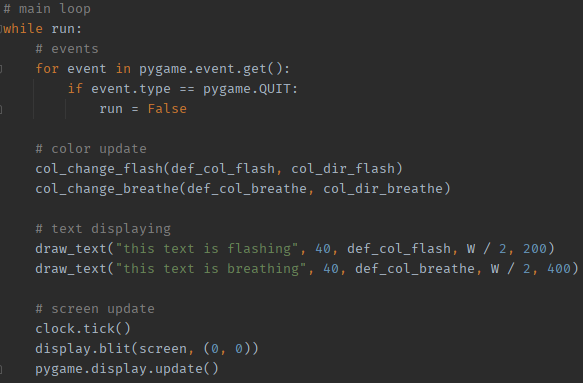 # main loop
while run:
    # events
    for event in pygame.event.get():
        if event.type == pygame.QUIT:
            run = False

    # color update
    col_change_flash(def_col_flash, col_dir_flash)
    col_change_breathe(def_col_breathe, col_dir_breathe)

    # text displaying
    draw_text("this text is flashing", 40, def_col_flash, W / 2, 200)
    draw_text("this text is breathing", 40, def_col_breathe, W / 2, 400)

    # screen update
    clock.tick()
    display.blit(screen, (0, 0))
    pygame.display.update()